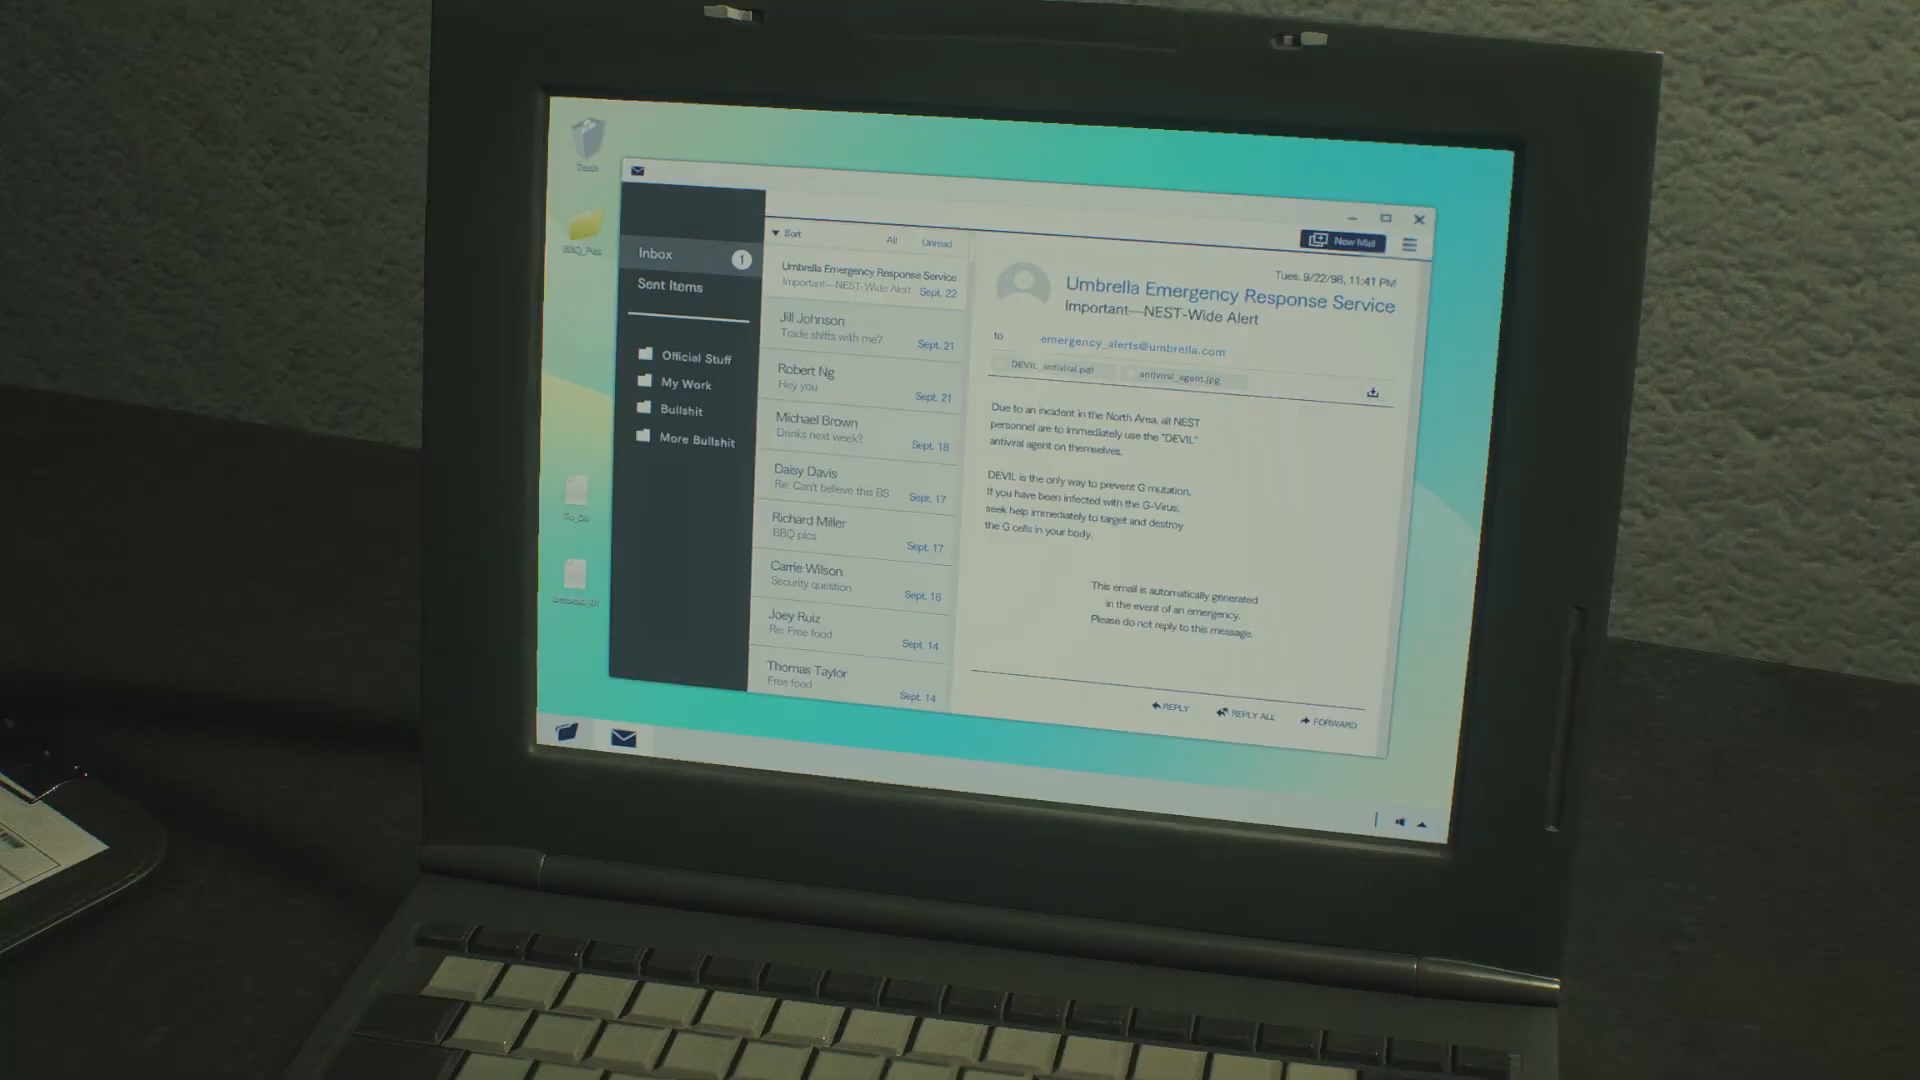 Trash
BBQ_Pics
Inbox
1
Sent Items
Official Stuff
My Work
Bullshit
More Bullshit
Sort All Unread
Umbrella Emergency Response Service
Important—NEST-Wide Alert Sept. 22
Jill Johnson
Trade shifts with me? Sept. 21
Robert Ng
Hey you Sept. 21
Michael Brown
Drinks next week? Sept. 18
Daisy Davis
Re: Can't believe this BS Sept. 17
Richard Miller
BBQ pics Sept. 17
Carrie Wilson
Security question Sept. 16
Joey Ruiz
Re: Free food Sept. 14
Thomas Taylor
Free food Sept. 14
New Mail
Tues. 9/22/98, 11:41 PM
Umbrella Emergency Response Service
Important—NEST-Wide Alert
to emergency_alerts@umbrella.com
DEVIL_antiviral.pdf antiviral_agent.jpg
Due to an incident in the North Area, all NEST
personnel are to immediately use the "DEVIL"
antiviral agent on themselves.
DEVIL is the only way to prevent G mutation.
If you have been infected with the G-Virus,
seek help immediately to target and destroy
the G cells in your body.
This email is automatically generated
in the event of an emergency.
Please do not reply to this message.
REPLY REPLY ALL FORWARD